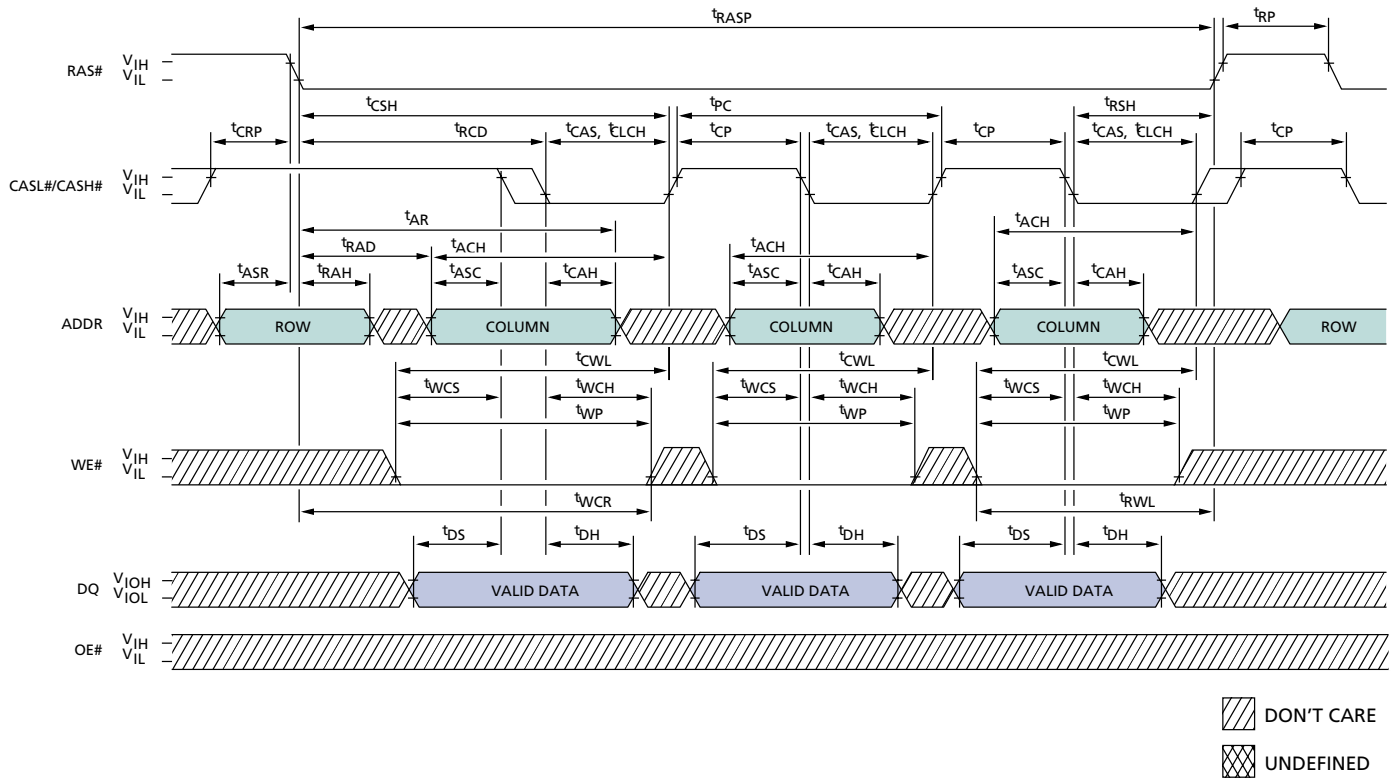 tRASP tRP
RAS# VIH
VIL
tCSH tPC tRSH
tCRP tRCD tCAS, tCLCH tCP tCAS, tCLCH tCP tCAS, tCLCH tCP
CASL#/CASH# VIH
VIL
tAR tACH
tRAD tACH tACH
tASR tRAH tASC tCAH tASC tCAH tASC tCAH
ADDR VIH
VIL
ROW COLUMN COLUMN COLUMN ROW
tCWL tCWL tCWL
tWCS tWCH tWCS tWCH tWCS tWCH
tWP tWP tWP
WE# VIH
VIL
tWCR tRWL
tDS tDH tDS tDH tDS tDH
DQ VIOH
VIOL
VALID DATA VALID DATA VALID DATA
OE# VIH
VIL
DON'T CARE
UNDEFINED